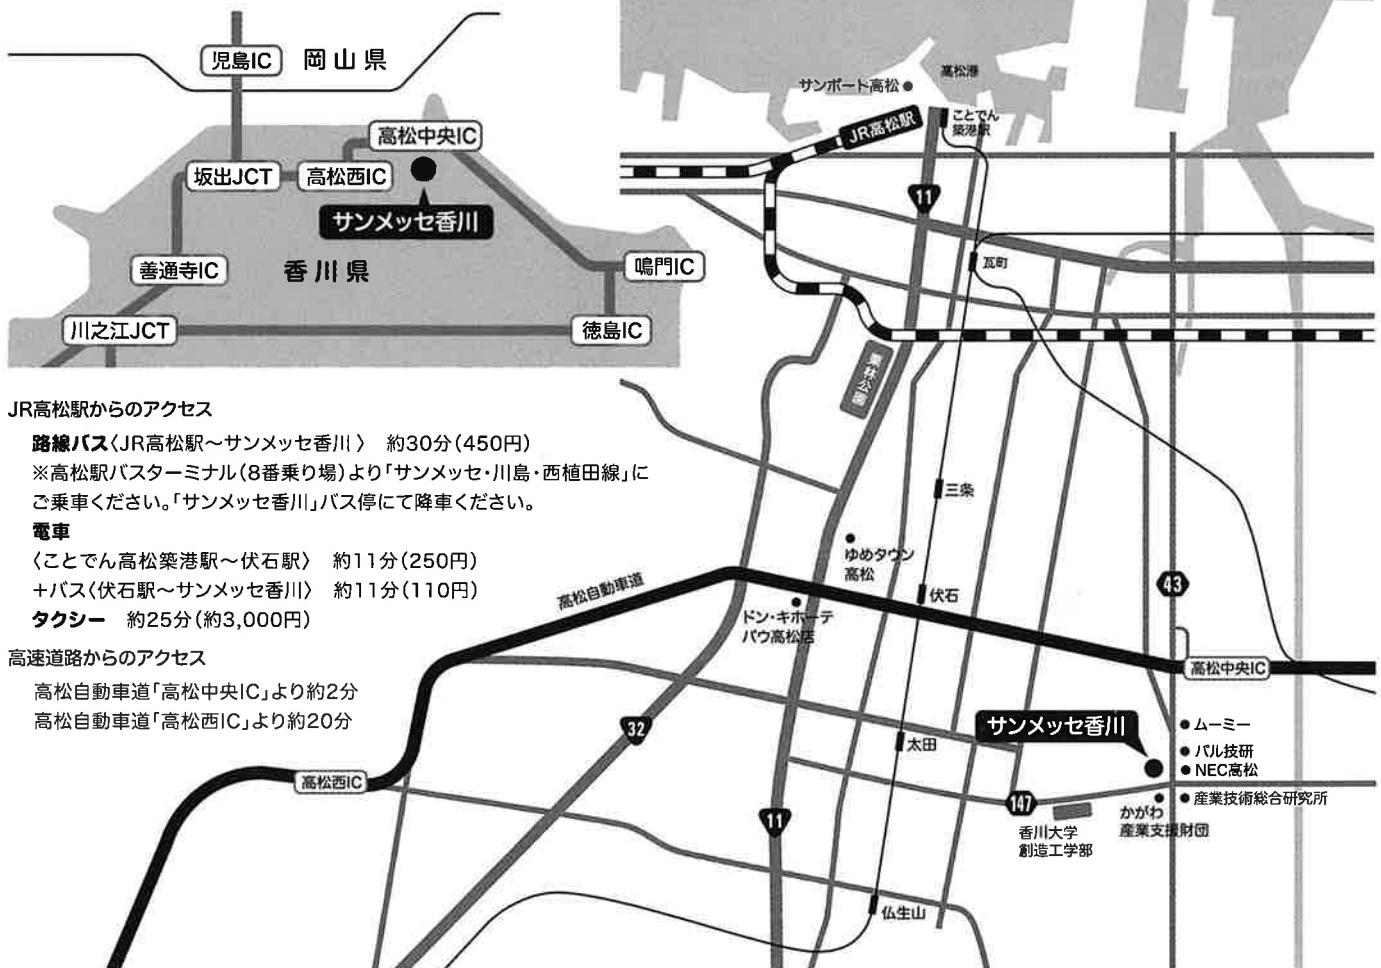 児島IC
岡山県
高松中央IC
坂出JCT
高松西IC
サンメッセ香川
善通寺IC
香川県
鳴門IC
川之江JCT
徳島IC
JR高松駅からのアクセス
路線バス〈JR高松駅～サンメッセ香川 〉 約30分(450円)
※高松駅バスターミナル(8番乗り場)より「サンメッセ・川島・西植田線」に
ご乗車ください。「サンメッセ香川」バス停にて降車ください。
電車
〈ことでん高松築港駅～伏石駅〉 約11分(250円)
＋バス〈伏石駅～サンメッセ香川〉 約11分(110円)
タクシー 約25分(約3,000円)
高速道路からのアクセス
高松自動車道「高松中央IC」より約2分
高松自動車道「高松西IC」より約20分
サンポート高松
高松港
JR高松駅
ことでん
築港駅
11
瓦町
栗林公園
三条
ゆめタウン
高松
高松自動車道
伏石
43
ドン・キホーテ
パウ高松店
高松中央IC
サンメッセ香川
ムーミー
32
太田
パル技研
NEC高松
高松西IC
147
産業技術総合研究所
かがわ
産業支援財団
11
香川大学
創造工学部
仏生山